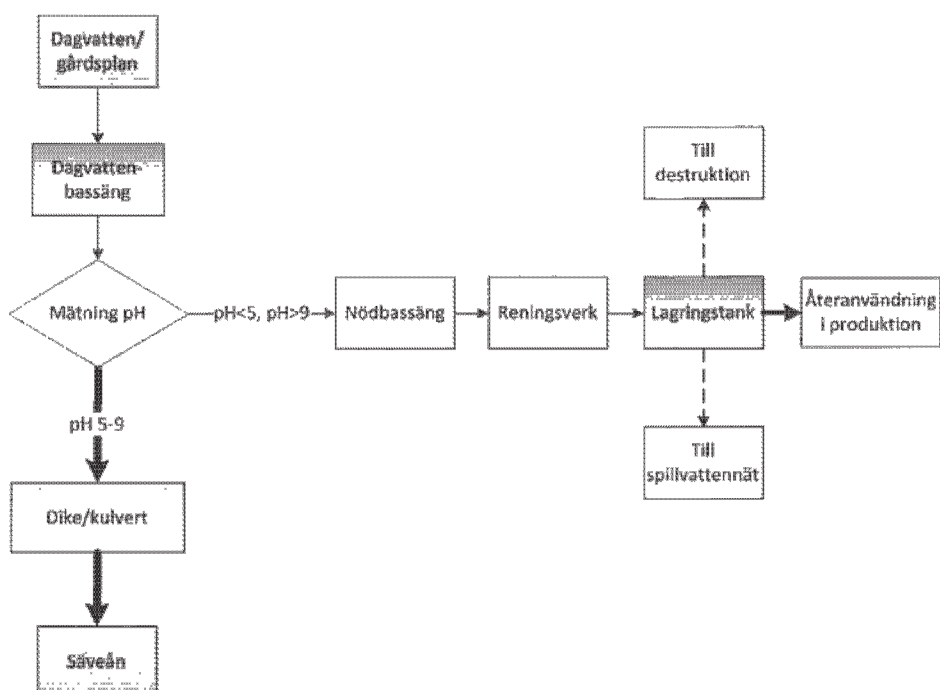 Dagvatten/
gårdsplan
Dagvatten-
bassäng
Mätning pH
pH<5, pH>9
Nödbassäng
Reningsverk
Lagringstank
Återanvändning
i produktion
Till
destruktion
Till
spillvattennät
pH 5-9
Dike/kulvert
Säveån